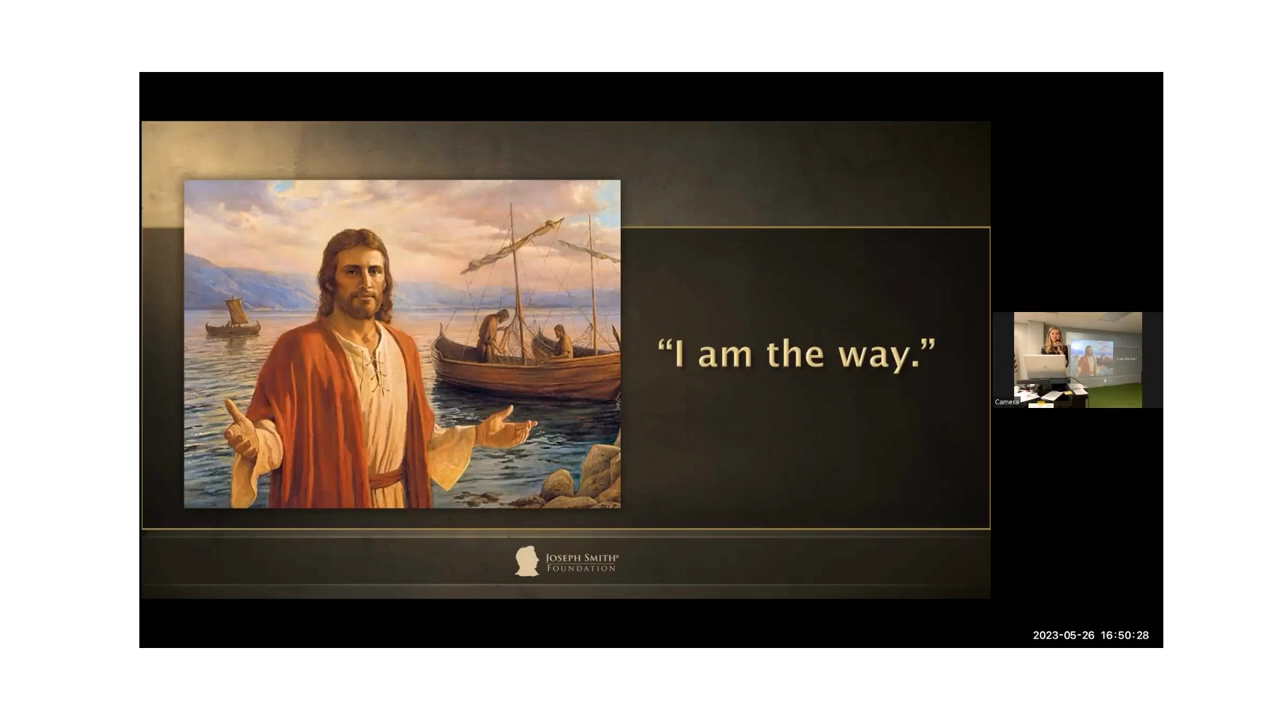 “I am the way.”
JOSEPH SMITH®
FOUNDATION
Camera
2023-05-26 16:50:28